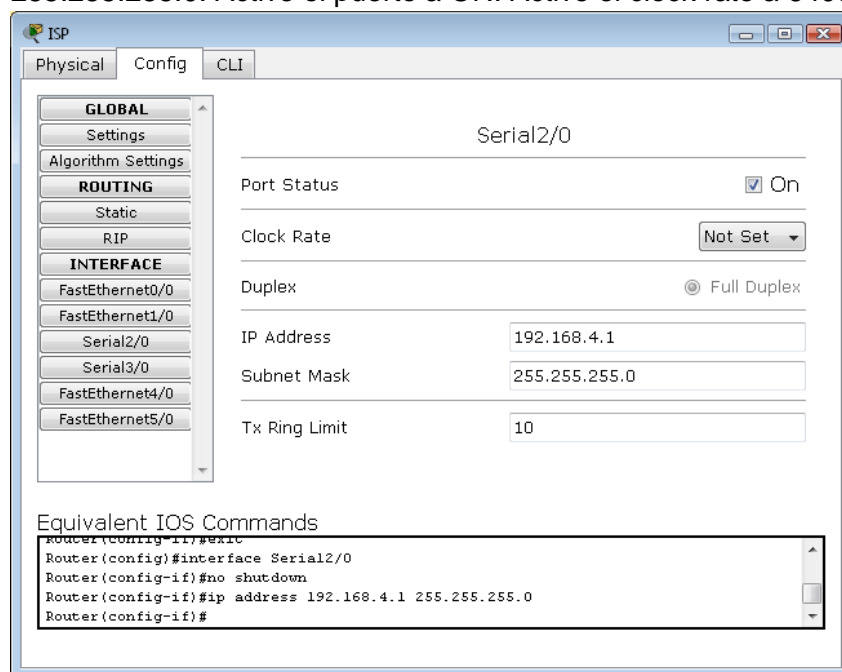 ISP
Physical Config CLI
GLOBAL
Settings
Algorithm Settings
ROUTING
Static
RIP
INTERFACE
FastEthernet0/0
FastEthernet1/0
Serial2/0
Serial3/0
FastEthernet4/0
FastEthernet5/0
Serial2/0
Port Status On
Clock Rate Not Set
Duplex Full Duplex
IP Address 192.168.4.1
Subnet Mask 255.255.255.0
Tx Ring Limit 10
Equivalent IOS Commands
Router(config-if)#exit
Router(config)#interface Serial2/0
Router(config-if)#no shutdown
Router(config-if)#ip address 192.168.4.1 255.255.255.0
Router(config-if)#